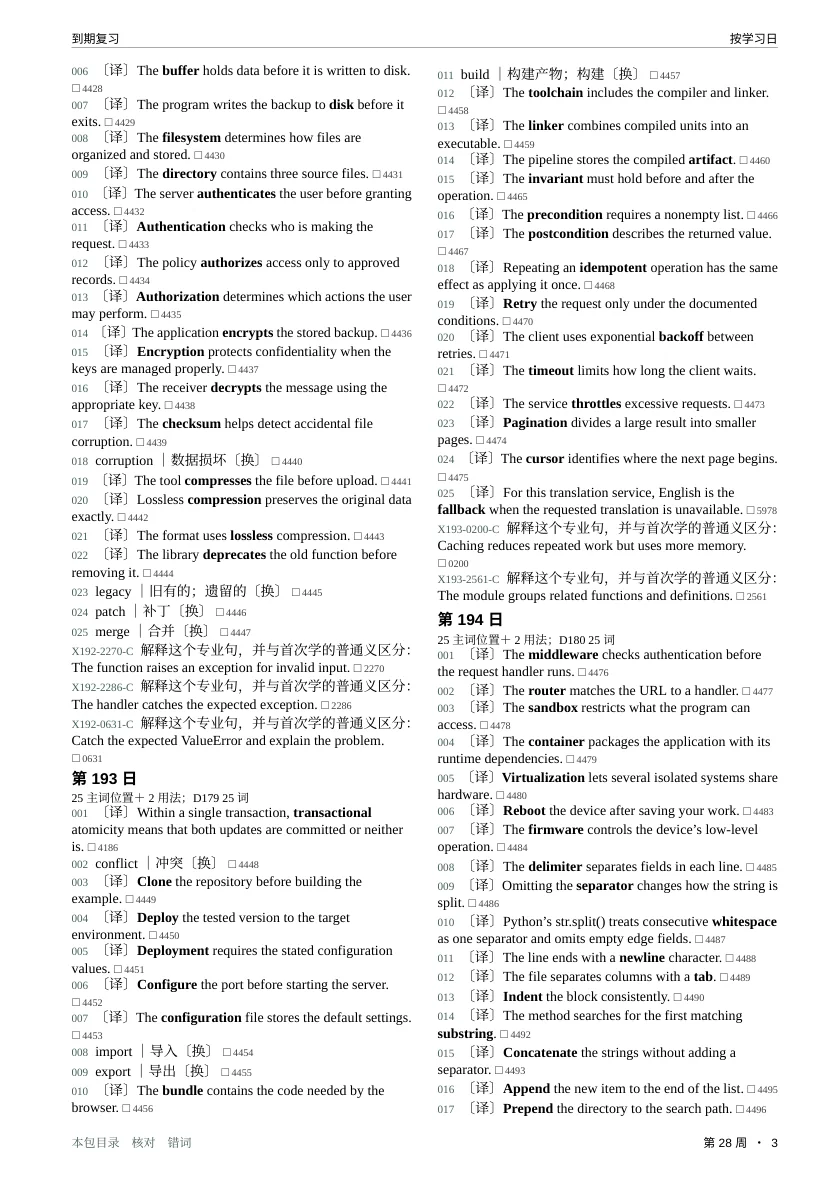 到期复习
按学习日
006 〔译〕The buffer holds data before it is written to disk.
□ 4428
007 〔译〕The program writes the backup to disk before it
exits. □ 4429
008 〔译〕The filesystem determines how files are
organized and stored. □ 4430
009 〔译〕The directory contains three source files. □ 4431
010 〔译〕The server authenticates the user before granting
access. □ 4432
011 〔译〕Authentication checks who is making the
request. □ 4433
012 〔译〕The policy authorizes access only to approved
records. □ 4434
013 〔译〕Authorization determines which actions the user
may perform. □ 4435
014 〔译〕The application encrypts the stored backup. □ 4436
015 〔译〕Encryption protects confidentiality when the
keys are managed properly. □ 4437
016 〔译〕The receiver decrypts the message using the
appropriate key. □ 4438
017 〔译〕The checksum helps detect accidental file
corruption. □ 4439
018 corruption ｜数据损坏〔换〕 □ 4440
019 〔译〕The tool compresses the file before upload. □ 4441
020 〔译〕Lossless compression preserves the original data
exactly. □ 4442
021 〔译〕The format uses lossless compression. □ 4443
022 〔译〕The library deprecates the old function before
removing it. □ 4444
023 legacy ｜旧有的；遗留的〔换〕 □ 4445
024 patch ｜补丁〔换〕 □ 4446
025 merge ｜合并〔换〕 □ 4447
X192-2270-C 解释这个专业句，并与首次学的普通义区分：
The function raises an exception for invalid input. □ 2270
X192-2286-C 解释这个专业句，并与首次学的普通义区分：
The handler catches the expected exception. □ 2286
X192-0631-C 解释这个专业句，并与首次学的普通义区分：
Catch the expected ValueError and explain the problem.
□ 0631
第 193 日
25 主词位置＋ 2 用法；D179 25 词
001 〔译〕Within a single transaction, transactional
atomicity means that both updates are committed or neither
is. □ 4186
002 conflict ｜冲突〔换〕 □ 4448
003 〔译〕Clone the repository before building the
example. □ 4449
004 〔译〕Deploy the tested version to the target
environment. □ 4450
005 〔译〕Deployment requires the stated configuration
values. □ 4451
006 〔译〕Configure the port before starting the server.
□ 4452
007 〔译〕The configuration file stores the default settings.
□ 4453
008 import ｜导入〔换〕 □ 4454
009 export ｜导出〔换〕 □ 4455
010 〔译〕The bundle contains the code needed by the
browser. □ 4456
011 build ｜构建产物；构建〔换〕 □ 4457
012 〔译〕The toolchain includes the compiler and linker.
□ 4458
013 〔译〕The linker combines compiled units into an
executable. □ 4459
014 〔译〕The pipeline stores the compiled artifact. □ 4460
015 〔译〕The invariant must hold before and after the
operation. □ 4465
016 〔译〕The precondition requires a nonempty list. □ 4466
017 〔译〕The postcondition describes the returned value.
□ 4467
018 〔译〕Repeating an idempotent operation has the same
effect as applying it once. □ 4468
019 〔译〕Retry the request only under the documented
conditions. □ 4470
020 〔译〕The client uses exponential backoff between
retries. □ 4471
021 〔译〕The timeout limits how long the client waits.
□ 4472
022 〔译〕The service throttles excessive requests. □ 4473
023 〔译〕Pagination divides a large result into smaller
pages. □ 4474
024 〔译〕The cursor identifies where the next page begins.
□ 4475
025 〔译〕For this translation service, English is the
fallback when the requested translation is unavailable. □ 5978
X193-0200-C 解释这个专业句，并与首次学的普通义区分：
Caching reduces repeated work but uses more memory.
□ 0200
X193-2561-C 解释这个专业句，并与首次学的普通义区分：
The module groups related functions and definitions. □ 2561
第 194 日
25 主词位置＋ 2 用法；D180 25 词
001 〔译〕The middleware checks authentication before
the request handler runs. □ 4476
002 〔译〕The router matches the URL to a handler. □ 4477
003 〔译〕The sandbox restricts what the program can
access. □ 4478
004 〔译〕The container packages the application with its
runtime dependencies. □ 4479
005 〔译〕Virtualization lets several isolated systems share
hardware. □ 4480
006 〔译〕Reboot the device after saving your work. □ 4483
007 〔译〕The firmware controls the device’s low-level
operation. □ 4484
008 〔译〕The delimiter separates fields in each line. □ 4485
009 〔译〕Omitting the separator changes how the string is
split. □ 4486
010 〔译〕Python’s str.split() treats consecutive whitespace
as one separator and omits empty edge fields. □ 4487
011 〔译〕The line ends with a newline character. □ 4488
012 〔译〕The file separates columns with a tab. □ 4489
013 〔译〕Indent the block consistently. □ 4490
014 〔译〕The method searches for the first matching
substring. □ 4492
015 〔译〕Concatenate the strings without adding a
separator. □ 4493
016 〔译〕Append the new item to the end of the list. □ 4495
017 〔译〕Prepend the directory to the search path. □ 4496
本包目录 核对 错词
第 28 周 · 3